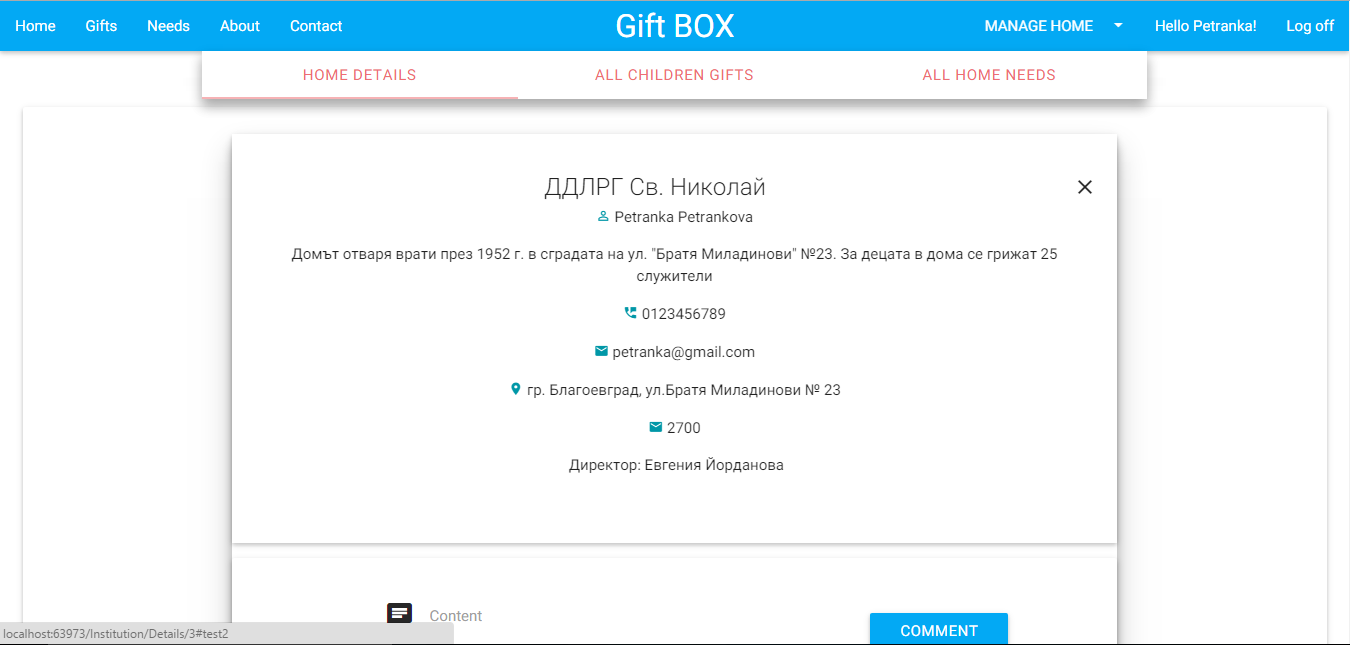 Home Gifts Needs About Contact Gift BOX MANAGE HOME Hello Petranka! Log off
HOME DETAILS ALL CHILDREN GIFTS ALL HOME NEEDS
ДДЛРГ Св. Николай
Petranka Petrankova
Домът отваря врати през 1952 г. в сградата на ул. "Братя Миладинови" №23. За децата в дома се грижат 25
служители
0123456789
petranka@gmail.com
гр. Благоевград, ул.Братя Миладинови № 23
2700
Директор: Евгения Йорданова
Content
COMMENT
localhost:63973/Institution/Details/3#test2